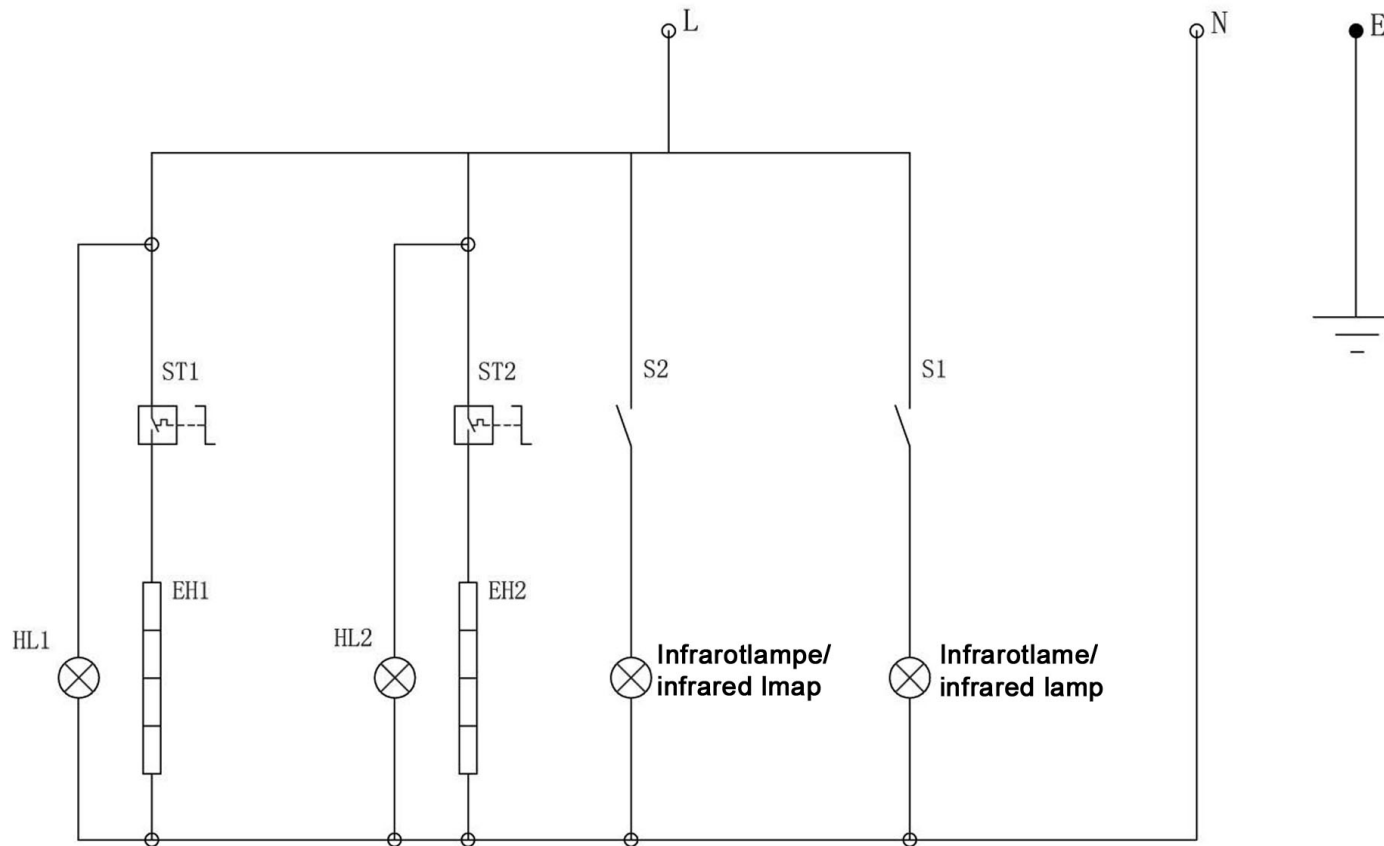 L
N
E
ST1
ST2
S2
S1
EH1
EH2
HL1
HL2
Infrarotlampe/
infrared lmap
Infrarotlame/
infrared lamp